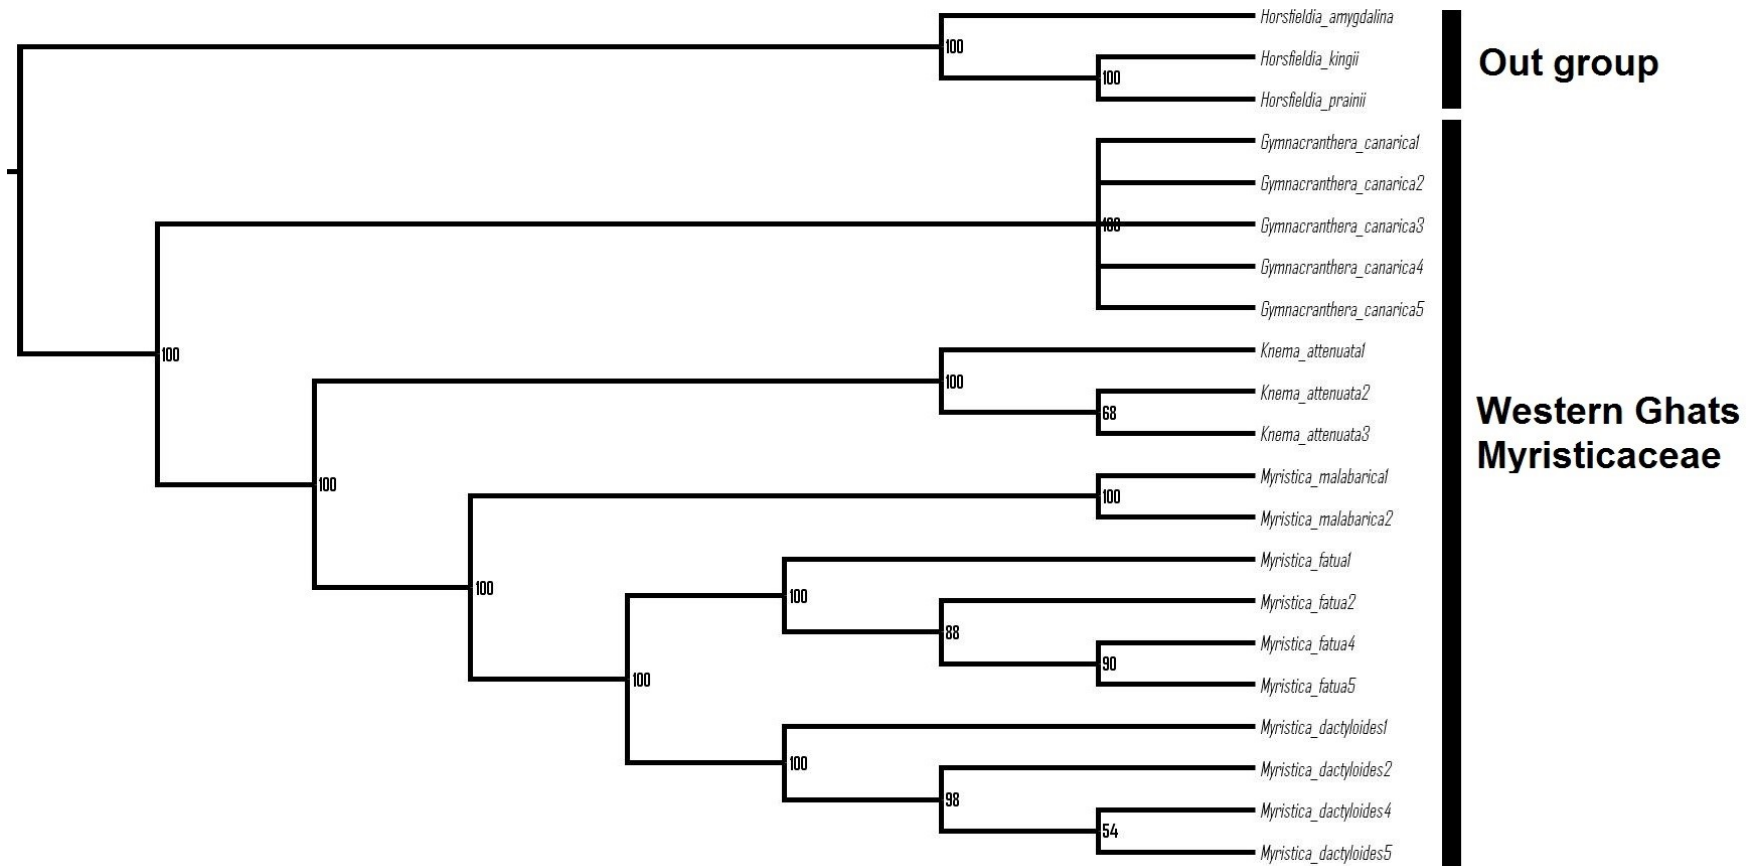 Horsfieldia_amygdalina
100
Horsfieldia_kingii
Out group
100
Horsfieldia_prainii
Gymnacranthera_canarica1
Gymnacranthera_canarica2
100
Gymnacranthera_canarica3
Gymnacranthera_canarica4
Gymnacranthera_canarica5
Knema_attenuata1
100
100
Knema_attenuata2
68
Western Ghats
Myristicaceae
Knema_attenuata3
Myristica_malabarica1
100
100
Myristica_malabarica2
Myristica_fatua1
100
100
Myristica_fatua2
88
Myristica_fatua4
90
Myristica_fatua5
100
Myristica_dactyloides1
100
Myristica_dactyloides2
98
Myristica_dactyloides4
54
Myristica_dactyloides5